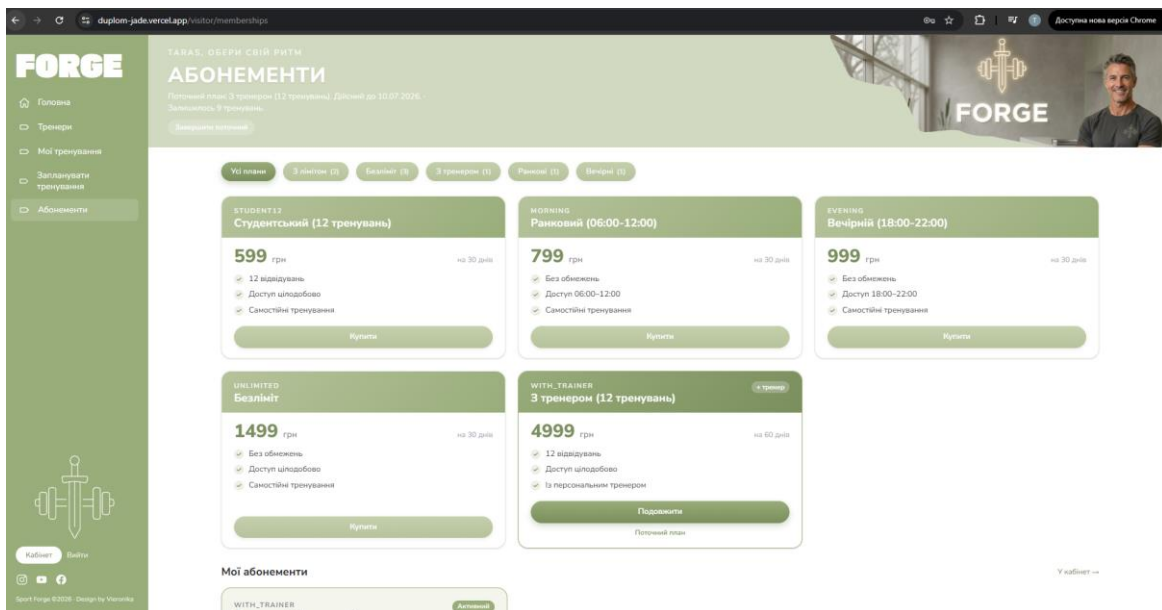 duplom-jade.vercel.app/visitor/memberships
Доступна нова версія Chrome
FORGE
Головна
Тренери
Мої тренування
Запланувати
тренування
Абонементи
Кабінет
Вийти
Sport Forge ©2026 - Design by Veronika
TARAS, ОБЕРИ СВІЙ РИТМ
АБОНЕМЕНТИ
Поточний план: З тренером (12 тренувань). Дійсний до 10.07.2026 ·
Залишилось 9 тренувань.
FORGE
Усі плани
З лімітом (2)
Безліміт (3)
З тренером (1)
Ранкові (1)
Вечірні (1)
STUDENT12
Студентський (12 тренувань)
599 грн
на 30 днів
12 відвідувань
Доступ цілодобово
Самостійні тренування
Купити
MORNING
Ранковий (06:00-12:00)
799 грн
на 30 днів
Без обмежень
Доступ 06:00–12:00
Самостійні тренування
Купити
EVENING
Вечірній (18:00-22:00)
999 грн
на 30 днів
Без обмежень
Доступ 18:00–22:00
Самостійні тренування
Купити
UNLIMITED
Безліміт
1499 грн
на 30 днів
Без обмежень
Доступ цілодобово
Самостійні тренування
Купити
WITH_TRAINER
З тренером (12 тренувань)
+ тренер
4999 грн
на 60 днів
12 відвідувань
Доступ цілодобово
Із персональним тренером
Подовжити
Поточний план
Мої абонементи
У кабінет →
WITH_TRAINER
Активний